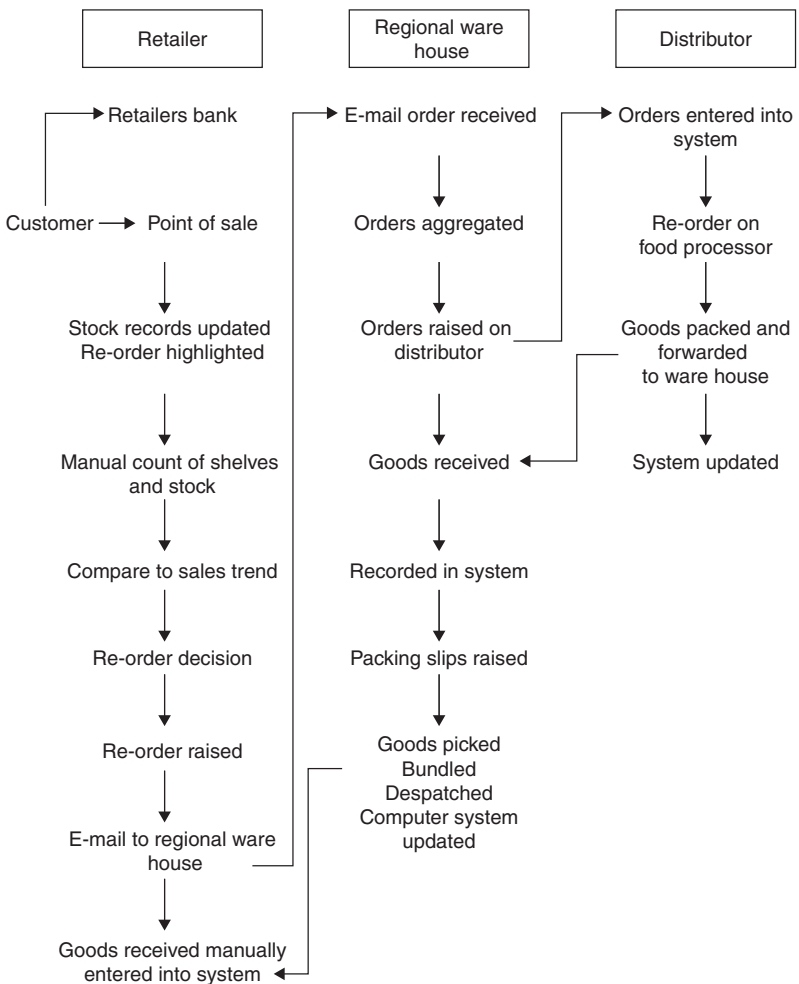 Retailer
Regional ware
house
Distributor
Retailers bank
Customer
Point of sale
Stock records updated
Re-order highlighted
Manual count of shelves
and stock
Compare to sales trend
Re-order decision
Re-order raised
E-mail to regional ware
house
Goods received manually
entered into system
E-mail order received
Orders aggregated
Orders raised on
distributor
Goods received
Recorded in system
Packing slips raised
Goods picked
Bundled
Despatched
Computer system
updated
Orders entered into
system
Re-order on
food processor
Goods packed and
forwarded
to ware house
System updated